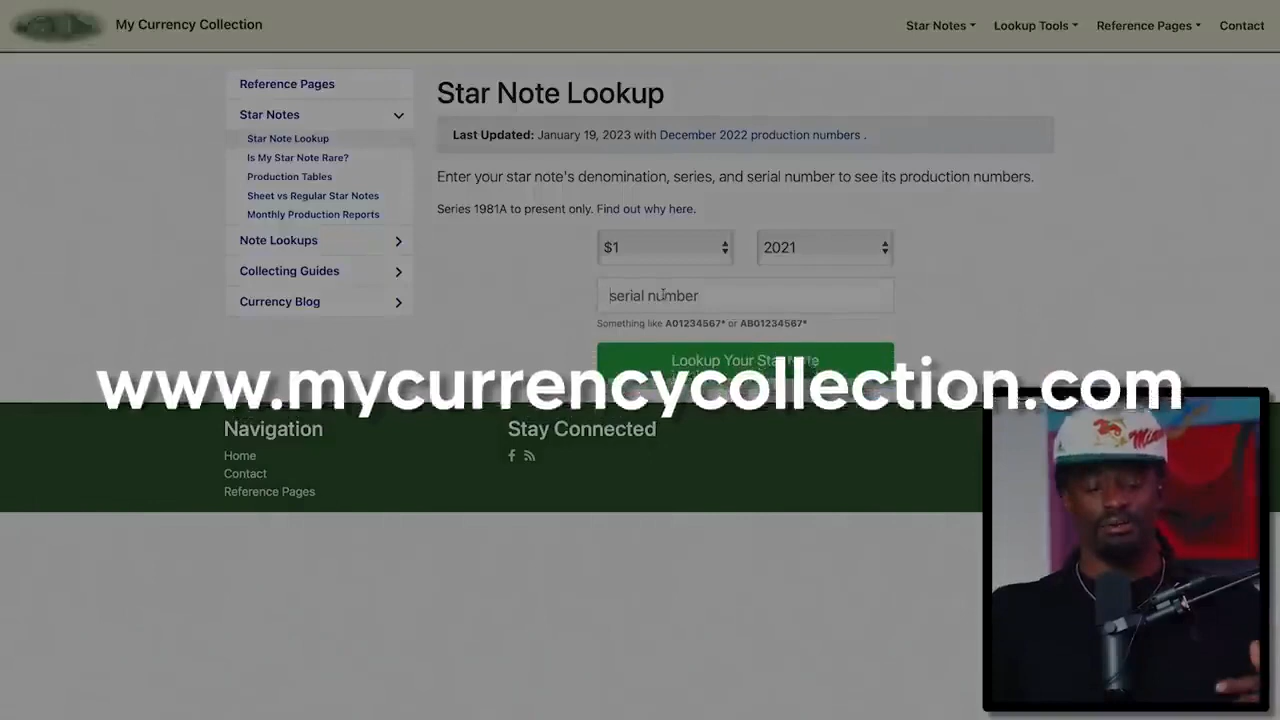 My Currency Collection
Star Notes
Lookup Tools
Reference Pages
Contact
Reference Pages
Star Notes
Star Note Lookup
Is My Star Note Rare?
Production Tables
Sheet vs Regular Star Notes
Monthly Production Reports
Note Lookups
Collecting Guides
Currency Blog
Star Note Lookup
Last Updated: January 19, 2023 with December 2022 production numbers .
Enter your star note's denomination, series, and serial number to see its production numbers.
Series 1981A to present only. Find out why here.
$1
2021
serial number
Something like A01234567* or AB01234567*
Lookup Your Star Note
www.mycurrencycollection.com
Navigation
Home
Contact
Reference Pages
Stay Connected